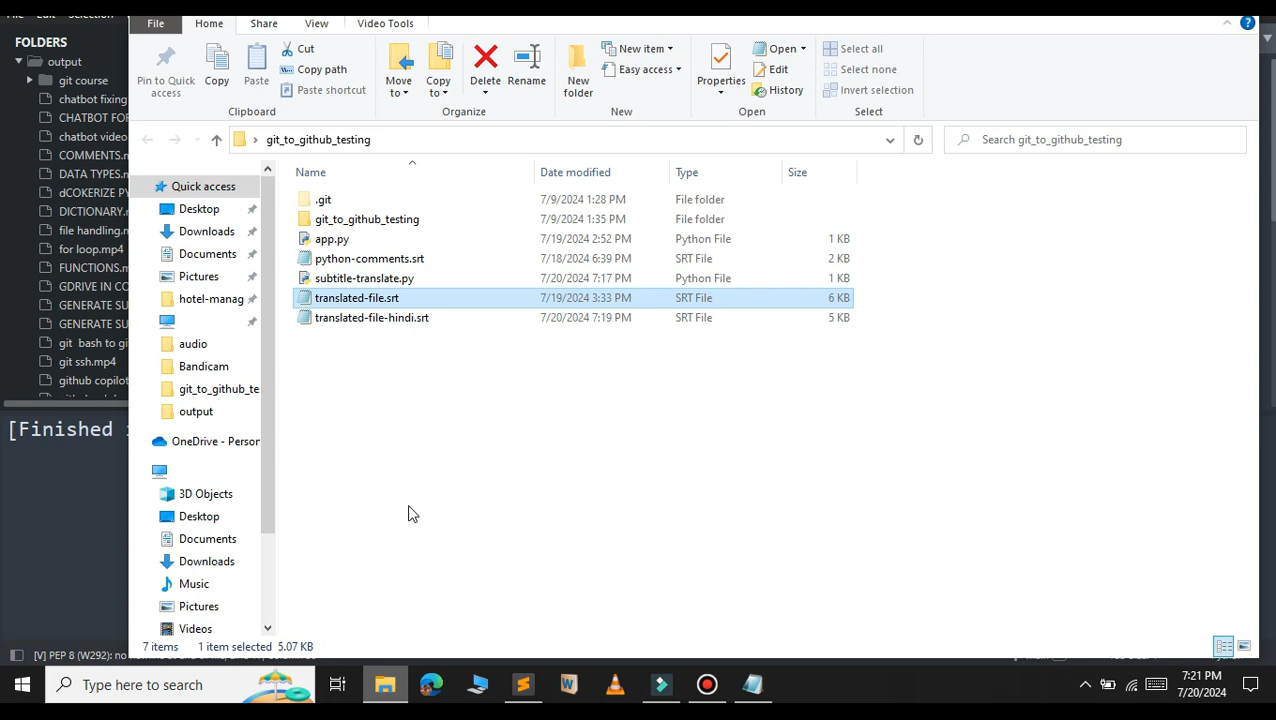 File Edit Selection
File Home Share View Video Tools
FOLDERS
output
git course
chatbot fixing
CHATBOT FOR
chatbot video
COMMENTS.m
DATA TYPES.m
dCOKERIZE PY
DICTIONARY.m
file handling.m
for loop.mp4
FUNCTIONS.m
GDRIVE IN CO
GENERATE SU
GENERATE SU
git bash to gi
git ssh.mp4
github copilot
[Finished
Pin to Quick access
Copy
Paste
Cut
Copy path
Paste shortcut
Clipboard
Move to
Copy to
Delete
Rename
Organize
New folder
New item
Easy access
New
Properties
Open
Edit
History
Open
Select all
Select none
Invert selection
Select
git_to_github_testing
Search git_to_github_testing
Name Date modified Type Size
.git 7/9/2024 1:28 PM File folder
git_to_github_testing 7/9/2024 1:35 PM File folder
app.py 7/19/2024 2:52 PM Python File 1 KB
python-comments.srt 7/18/2024 6:39 PM SRT File 2 KB
subtitle-translate.py 7/20/2024 7:17 PM Python File 1 KB
translated-file.srt 7/19/2024 3:33 PM SRT File 6 KB
translated-file-hindi.srt 7/20/2024 7:19 PM SRT File 5 KB
Quick access
Desktop
Downloads
Documents
Pictures
hotel-manag
audio
Bandicam
git_to_github_te
output
OneDrive - Person
3D Objects
Desktop
Documents
Downloads
Music
Pictures
Videos
7 items 1 item selected 5.07 KB
[V] PEP 8 (W292): no
Type here to search
7:21 PM
7/20/2024